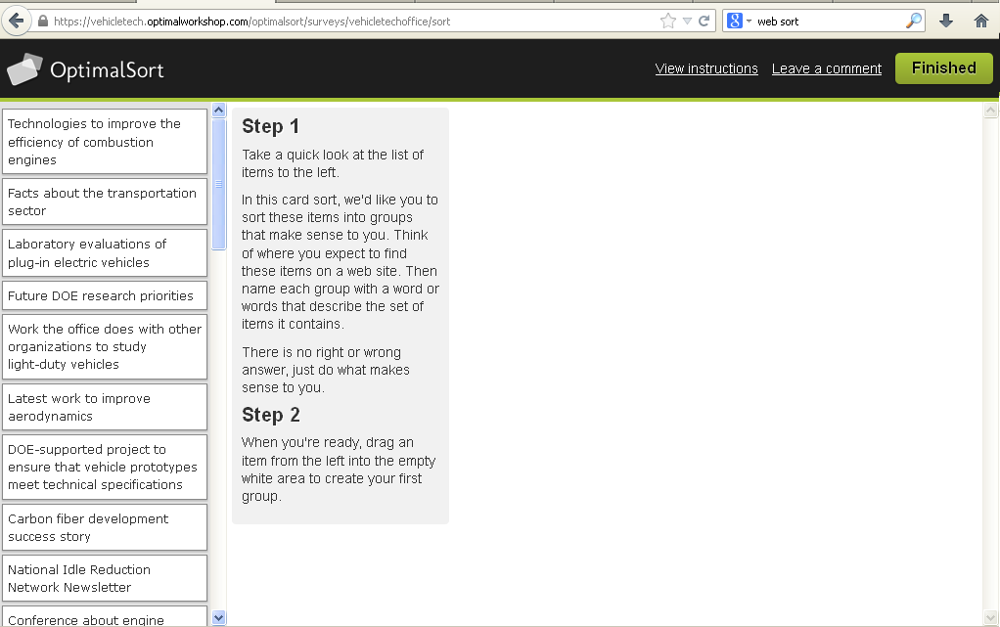 https://vehicletech.optimalworkshop.com/optimalsort/surveys/vehicletechoffice/sort
8
web sort
OptimalSort
View instructions
Leave a comment
Finished
Technologies to improve the
efficiency of combustion
engines
Facts about the transportation
sector
Laboratory evaluations of
plug-in electric vehicles
Future DOE research priorities
Work the office does with other
organizations to study
light-duty vehicles
Latest work to improve
aerodynamics
DOE-supported project to
ensure that vehicle prototypes
meet technical specifications
Carbon fiber development
success story
National Idle Reduction
Network Newsletter
Conference about engine
Step 1
Take a quick look at the list of
items to the left.
In this card sort, we'd like you to
sort these items into groups
that make sense to you. Think
of where you expect to find
these items on a web site. Then
name each group with a word or
words that describe the set of
items it contains.
There is no right or wrong
answer, just do what makes
sense to you.
Step 2
When you're ready, drag an
item from the left into the empty
white area to create your first
group.